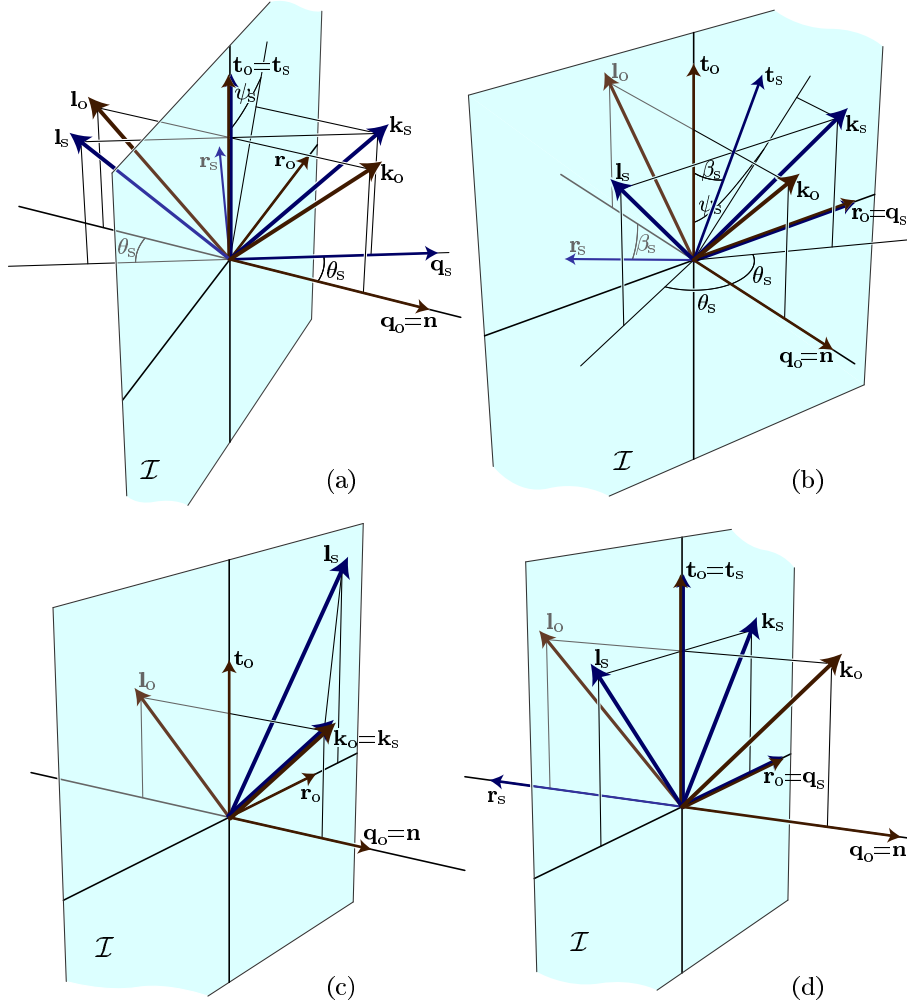 t_o=t_s
ψ_s
l_o
l_s
k_s
r_s
r_o
k_o
θ_s
θ_s
q_s
q_o=n
I
(a)
l_o
t_o
t_s
k_s
l_s
β_s
k_o
ψ_s
r_o=q_s
r_s
β_s
θ_s
θ_s
q_o=n
I
(b)
l_s
t_o
l_o
k_o=k_s
r_o
q_o=n
I
(c)
t_o=t_s
l_o
k_s
l_s
k_o
r_o=q_s
r_s
q_o=n
I
(d)